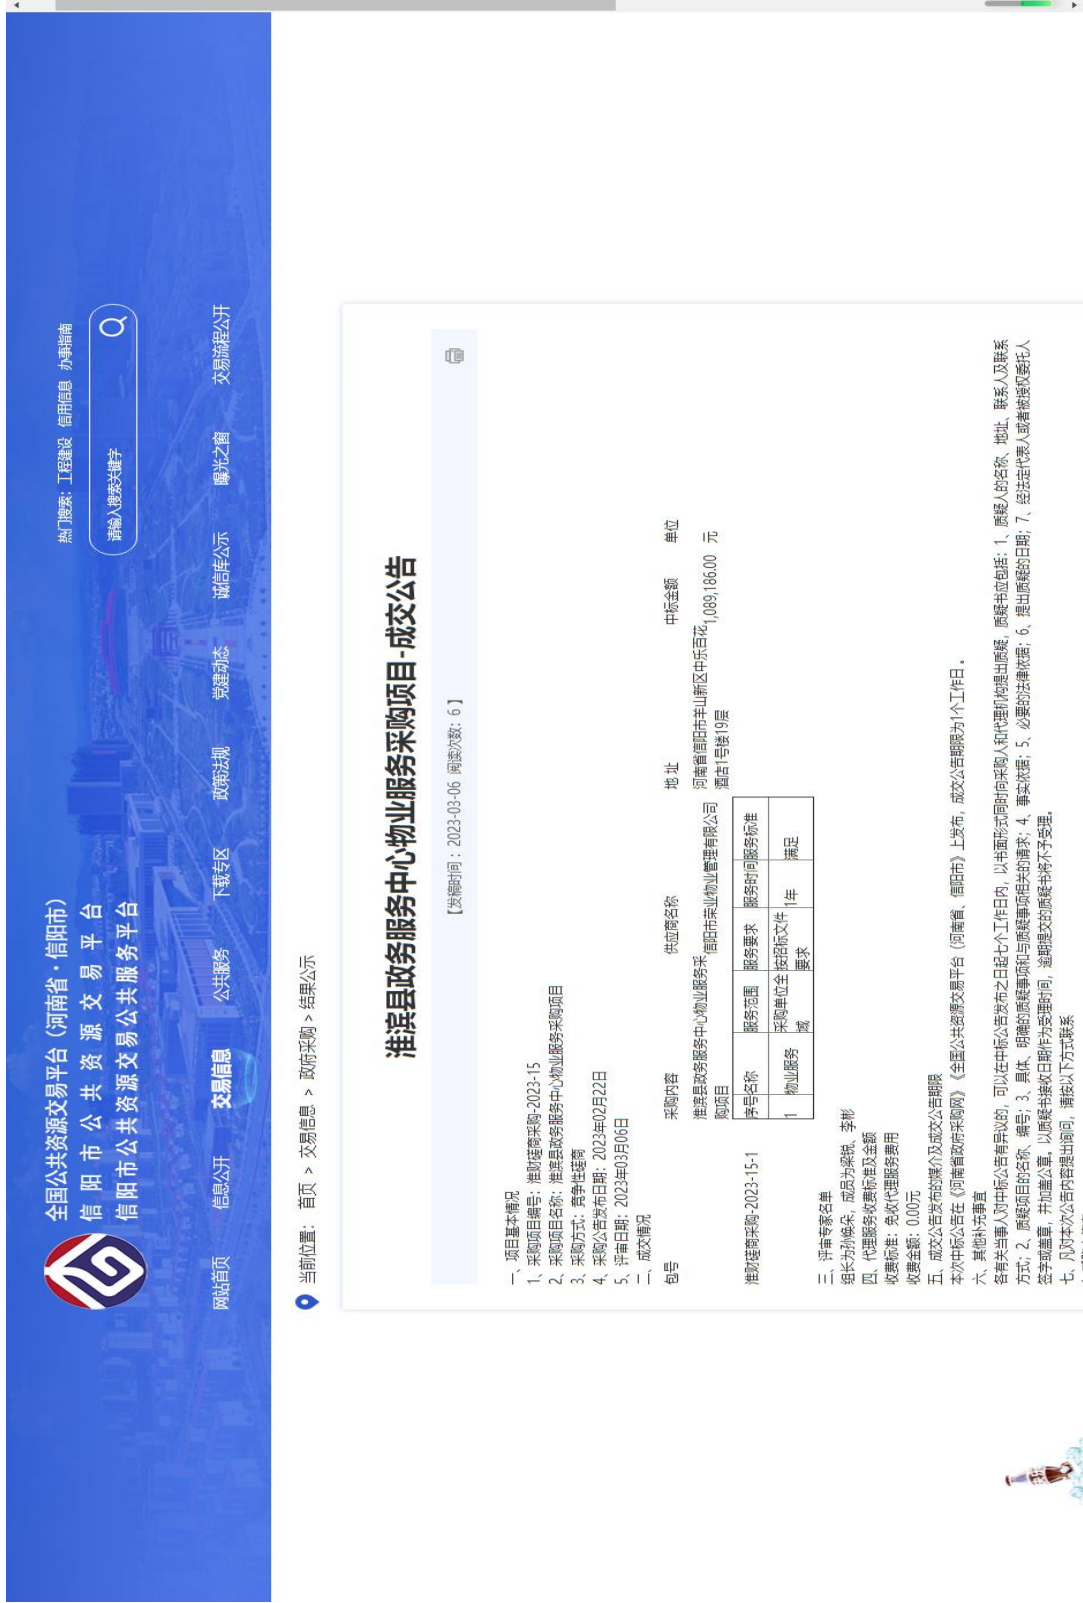 全国公共资源交易平台（河南省·信阳市）
信阳市公共资源交易平台
信阳市公共资源交易公共服务平台
热门搜索：工程建设 信用信息 办事指南
请输入搜索关键字
网站首页 信息公开 交易信息 公共服务 下载专区 政策法规 党建动态 诚信库公示 曝光之窗 交易流程公开
当前位置： 首页 > 交易信息 > 政府采购 > 结果公示
淮滨县政务服务中心物业服务采购项目-成交公告
【发稿时间：2023-03-06 阅读次数：6】
一、项目基本情况
1、采购项目编号：淮财磋商采购-2023-15
2、采购项目名称：淮滨县政务服务中心物业服务采购项目
3、采购方式：竞争性磋商
4、采购公告发布日期：2023年02月22日
5、评审日期：2023年03月06日
二、成交情况
包号 采购内容 供应商名称 地址 中标金额 单位
淮滨县政务服务中心物业服务采 信阳市荣业物业管理有限公司 河南省信阳市羊山新区中乐百花 1,089,186.00 元
购项目 酒店1号楼19层
淮财磋商采购-2023-15-1
序号 名称 服务范围 服务要求 服务时间 服务标准
1 物业服务 采购单位全 按招标文件 1年 满足
域 要求
三、评审专家名单
组长为孙焕荣，成员为梁锐、李彬
四、代理服务收费标准及金额
收费标准：免收代理服务费用
收费金额：0.00元
五、成交公告发布的媒介及成交公告期限
本次中标公告在《河南省政府采购网》《全国公共资源交易平台（河南省、信阳市》上发布，成交公告期限为1个工作日 。
六、其他补充事宜
各有关当事人对中标公告有异议的，可以在中标公告发布之日起七个工作日内，以书面形式同时向采购人和代理机构提出质疑，质疑书应包括：1、质疑人的名称、地址、联系人及联系
方式；2、质疑项目的名称、编号；3、具体、明确的质疑事项和与质疑事项相关的请求；4、事实依据；5、必要的法律依据；6、提出质疑的日期；7、经法定代表人或者被授权委托人
签字或盖章，并加盖公章。以质疑书接收日期作为受理时间，逾期提交的质疑书将不予受理。
七、凡对本次公告内容提出询问，请按以下方式联系